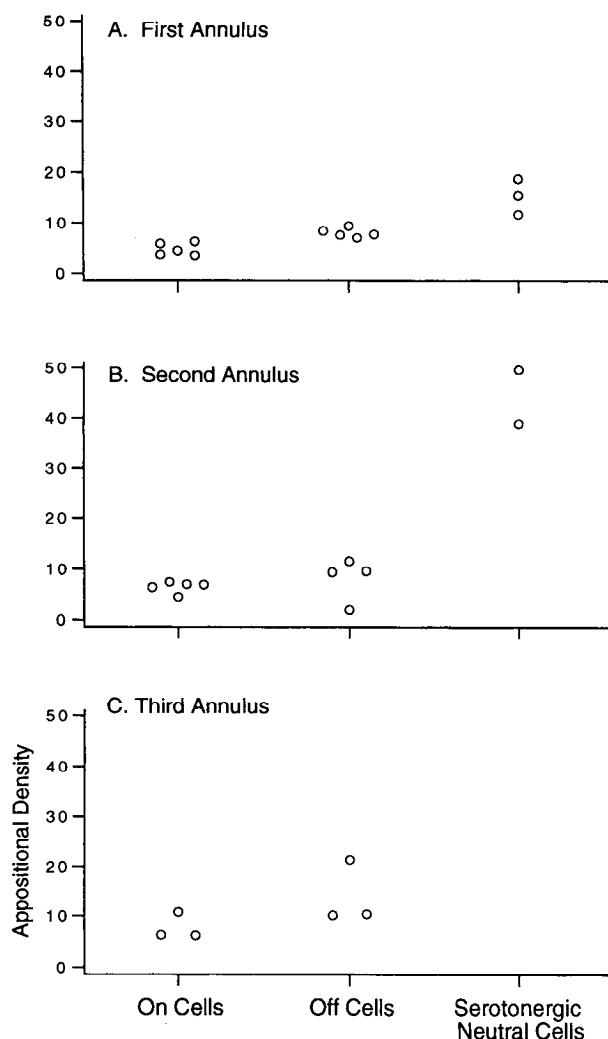 A. First Annulus
50
40
30
20
10
0
B. Second Annulus
50
40
30
20
10
0
C. Third Annulus
50
40
30
20
10
0
Appositional Density
On Cells
Off Cells
Serotonergic
Neutral Cells